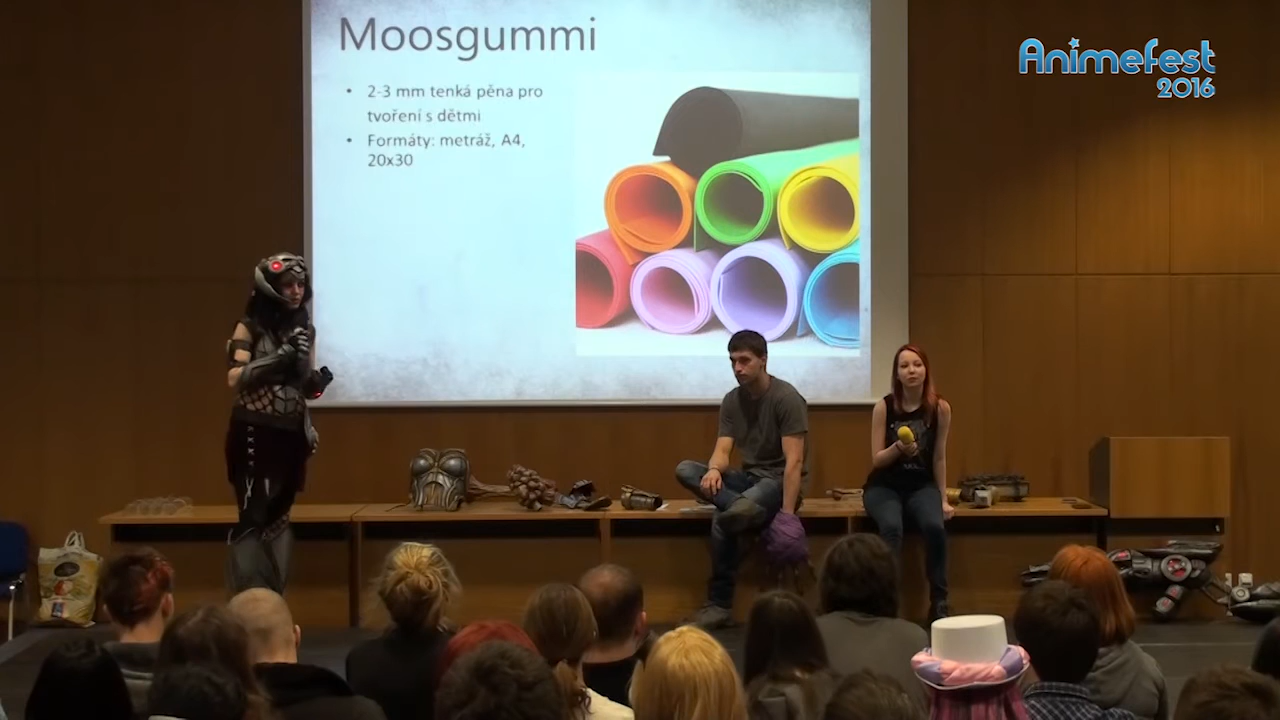 Moosgummi
• 2-3 mm tenká pěna pro
tvoření s dětmi
• Formáty: metráž, A4,
20x30
Animefest
2016